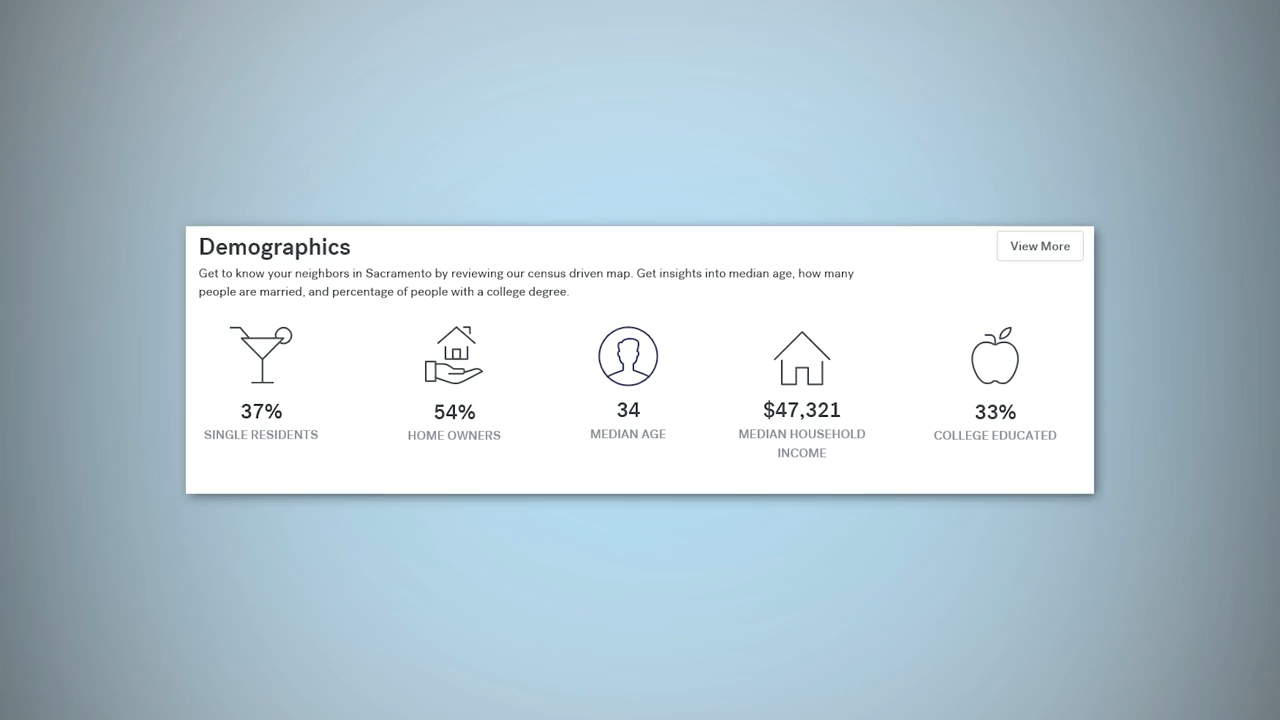 Demographics
View More
Get to know your neighbors in Sacramento by reviewing our census driven map. Get insights into median age, how many
people are married, and percentage of people with a college degree.
37%
SINGLE RESIDENTS
54%
HOME OWNERS
34
MEDIAN AGE
$47,321
MEDIAN HOUSEHOLD
INCOME
33%
COLLEGE EDUCATED